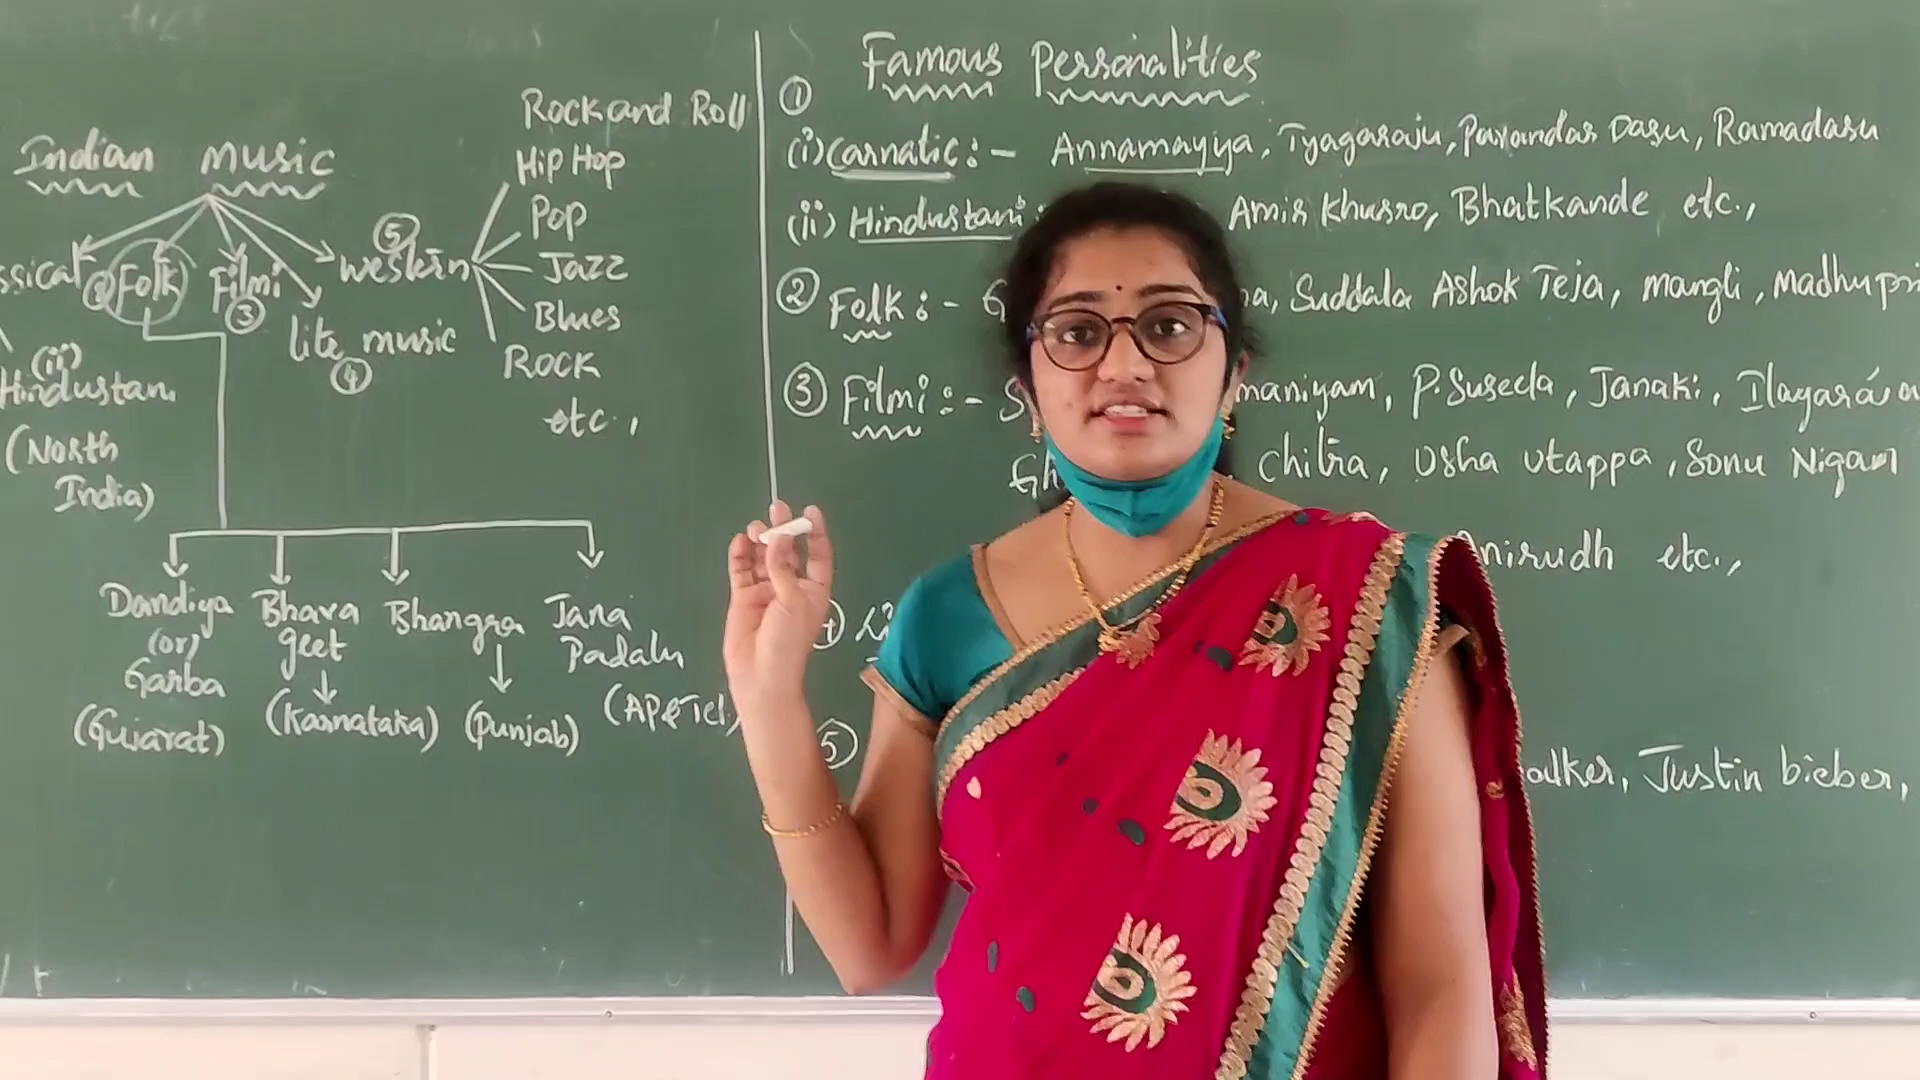 Indian music
ssical
② Folk
Filmi
③
lite music
④
⑤
western
Rock and Roll
Hip Hop
Pop
Jazz
Blues
Rock
etc.,
(ii)
Hindustani
(North
India)
Dandiya
(or)
Garba
(Gujarat)
Bhava
geet
(Karnataka)
Bhangra
(Punjab)
Jana
Padalu
(AP & Tel.)
Famous Personalities
①
(i) Carnatic :- Annamayya, Tyagaraju, Purandar Dasu, Ramadasu
(ii) Hindustani : Amir Khusro, Bhatkande etc.,
② Folk :- G na, Suddala Ashok Teja, mangli, Madhupri
③ Filmi :- S maniyam, P. Suseela, Janaki, Ilayaraja
Gh Chitra, Usha Utappa, Sonu Nigam
Anirudh etc.,
④ Li
⑤ alker, Justin bieber,